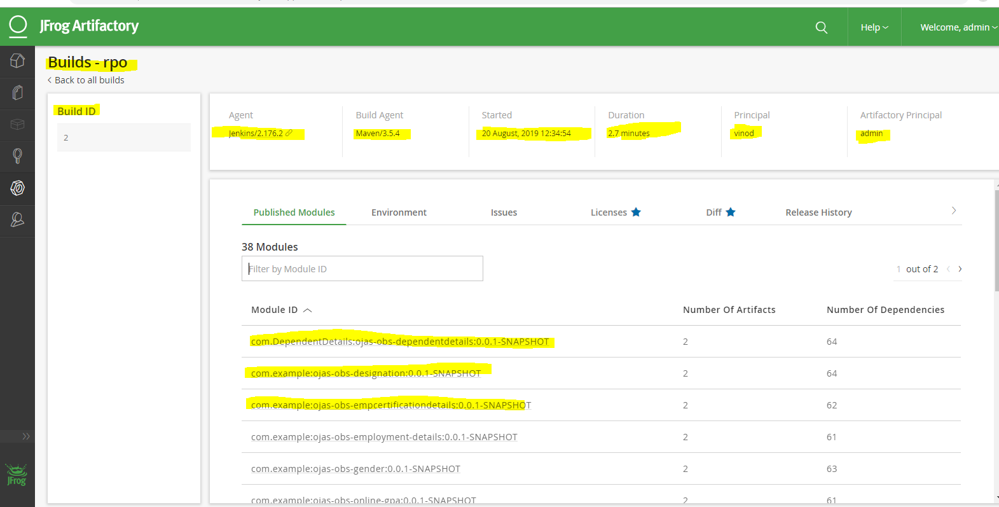 JFrog Artifactory
Help
Welcome, admin
Builds - rpo
Back to all builds
Build ID
2
Agent
Build Agent
Started
Duration
Principal
Artifactory Principal
Jenkins/2.176.2
Maven/3.5.4
20 August, 2019 12:34:54
2.7 minutes
vinod
admin
Published Modules
Environment
Issues
Licenses
Diff
Release History
38 Modules
Filter by Module ID
1 out of 2
Module ID
Number Of Artifacts
Number Of Dependencies
com.DependentDetails:ojas-obs-dependentdetails:0.0.1-SNAPSHOT 2 64
com.example:ojas-obs-designation:0.0.1-SNAPSHOT 2 64
com.example:ojas-obs-empcertificationdetails:0.0.1-SNAPSHOT 2 62
com.example:ojas-obs-employment-details:0.0.1-SNAPSHOT 2 61
com.example:ojas-obs-gender:0.0.1-SNAPSHOT 2 63
com.example:ojas-obs-online-gpa:0.0.1-SNAPSHOT 2 61
JFrog